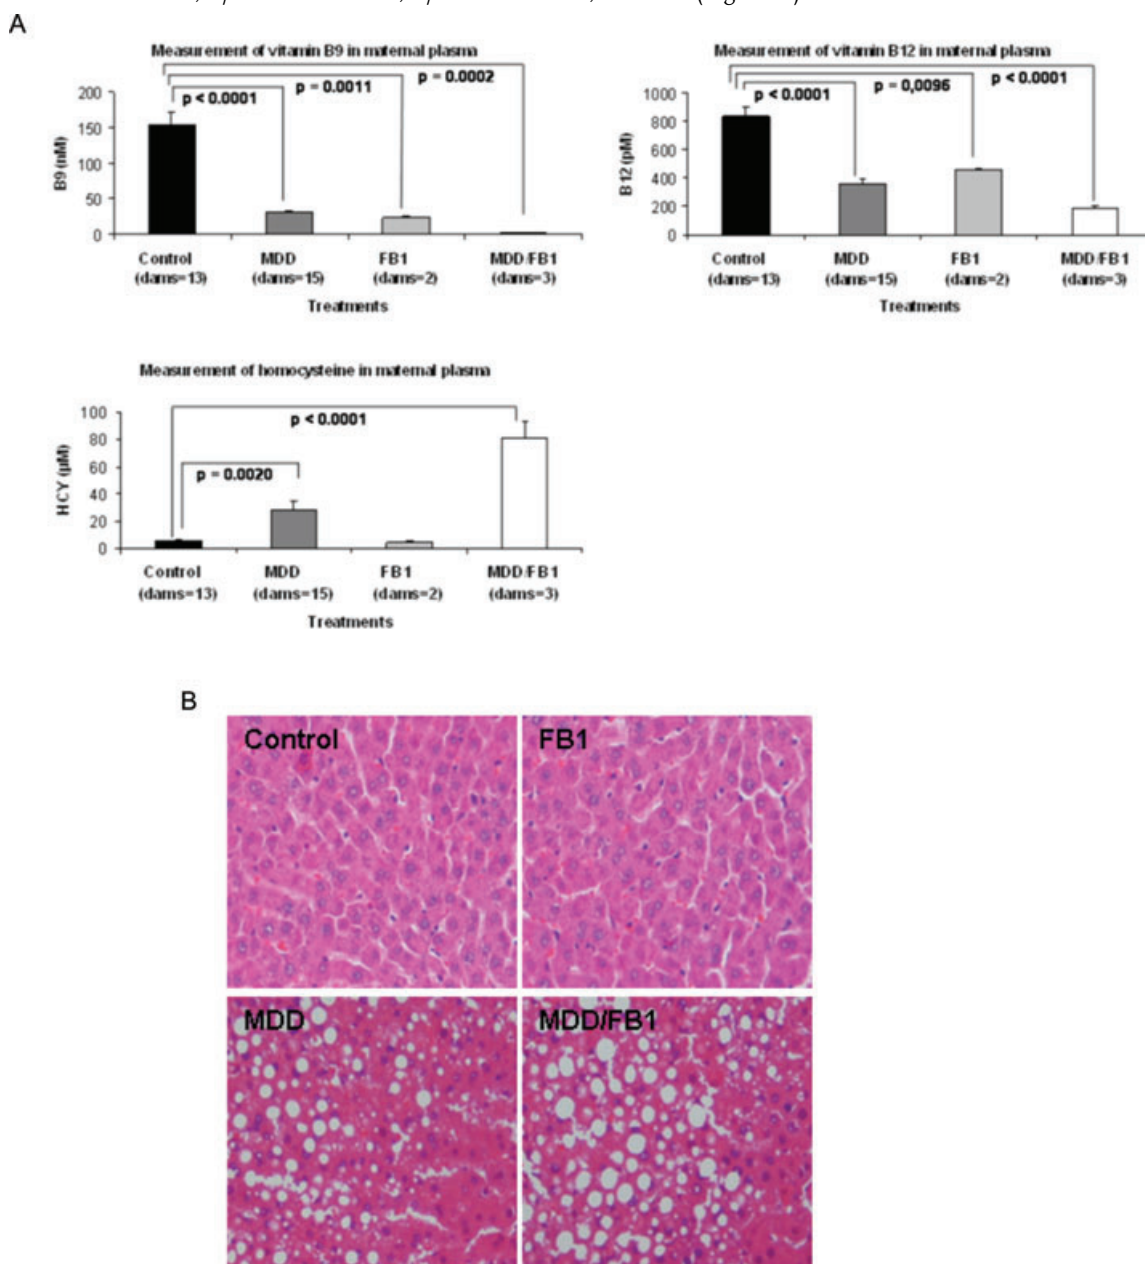 A
Measurement of vitamin B9 in maternal plasma
p = 0.0002
p = 0.0011
p < 0.0001
200
150
100
50
0
B9 (nM)
Control MDD FB1 MDD/FB1
(dams=13) (dams=15) (dams=2) (dams=3)
Treatments
Measurement of vitamin B12 in maternal plasma
p < 0.0001
p = 0,0096
p < 0.0001
1000
800
600
400
200
0
B12 (pM)
Control MDD FB1 MDD/FB1
(dams=13) (dams=15) (dams=2) (dams=3)
Treatments
Measurement of homocysteine in maternal plasma
p < 0.0001
p = 0.0020
100
80
60
40
20
0
HCY (µM)
Control MDD FB1 MDD/FB1
(dams=13) (dams=15) (dams=2) (dams=3)
Treatments
B
Control FB1
MDD MDD/FB1